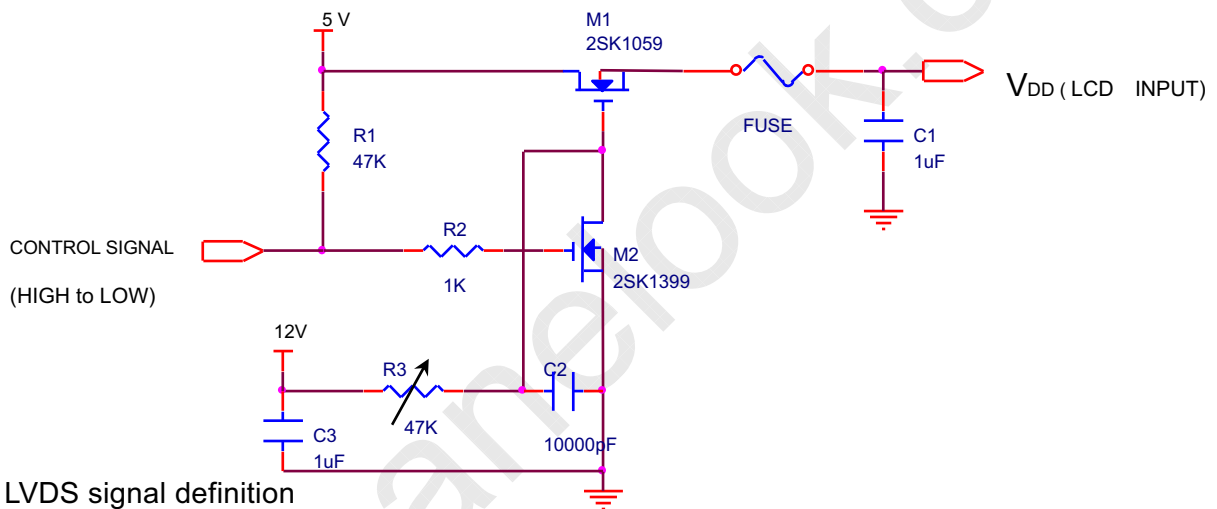 5 V
M1
2SK1059
R1
47K
FUSE
VDD ( LCD INPUT)
C1
1uF
CONTROL SIGNAL
(HIGH to LOW)
R2
1K
M2
2SK1399
12V
R3
47K
C2
10000pF
C3
1uF
LVDS signal definition